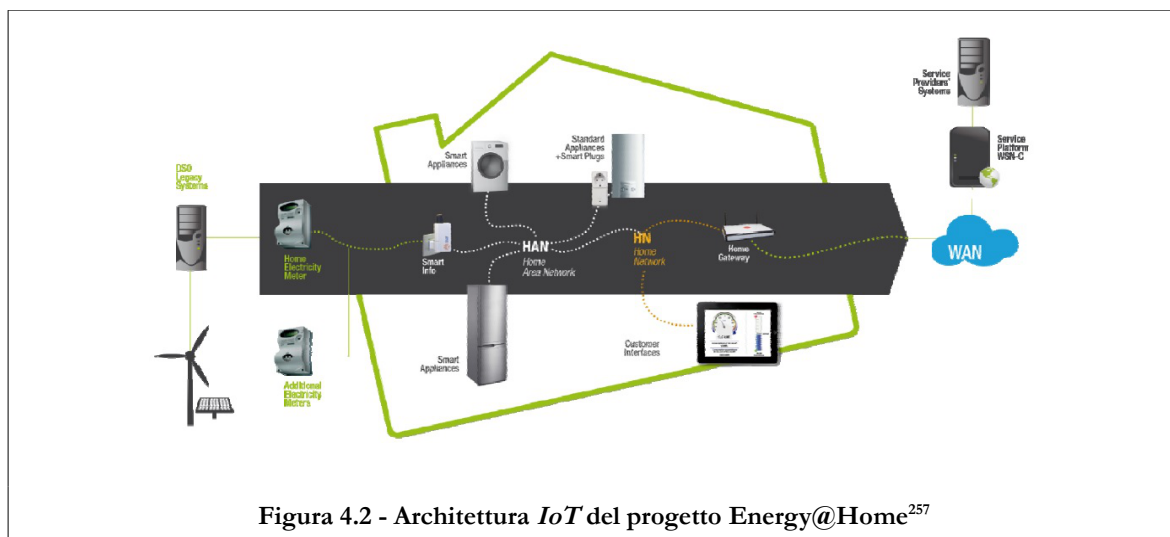 DSO
Legacy
Systems
Home
Electricity
Meter
Additional
Electricity
Meters
Smart
Info
Smart
Appliances
Standard
Appliances
+Smart Plugs
HAN
Home
Area Network
Smart
Appliances
HN
Home
Network
Home
Gateway
Customer
Interfaces
Service
Providers'
Systems
Service
Platform
WSN-C
WAN
Figura 4.2 - Architettura IoT del progetto Energy@Home257